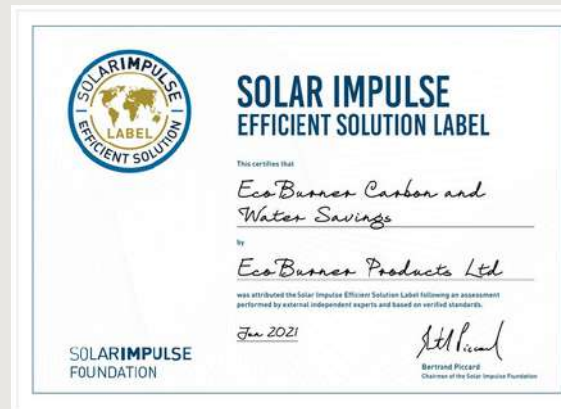 SOLARIMPULSE
LABEL
EFFICIENT SOLUTION
SOLAR IMPULSE
EFFICIENT SOLUTION LABEL
This certifies that
EcoBurner Carbon and
Water Savings
by
EcoBurner Products Ltd
was attributed the Solar Impulse Efficient Solution Label following an assessment
performed by external independent experts and based on verified standards.
Jan 2021
Bertrand Piccard
Chairman of the Solar Impulse Foundation
SOLARIMPULSE
FOUNDATION